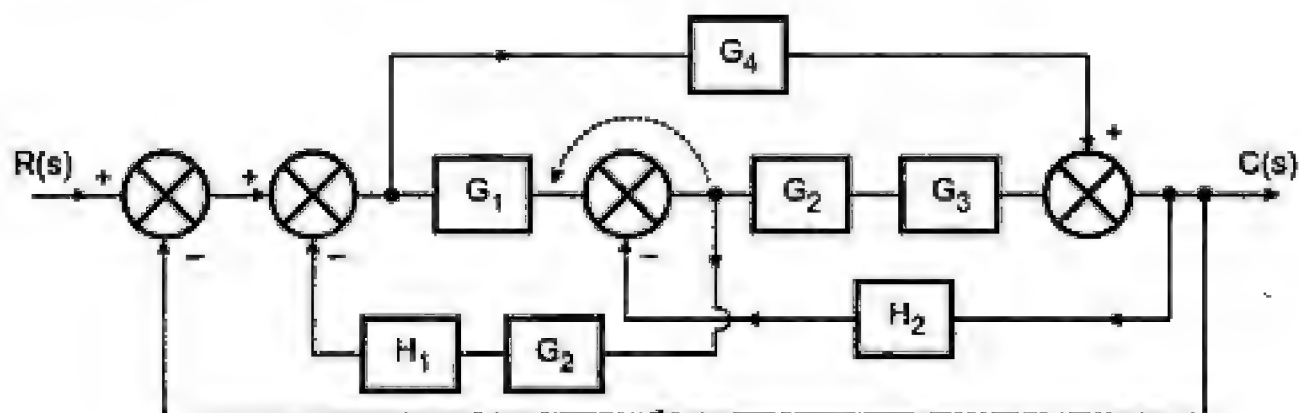 G4
R(s) + + + C(s)
G1 G2 G3
− − −
H1 G2 H2